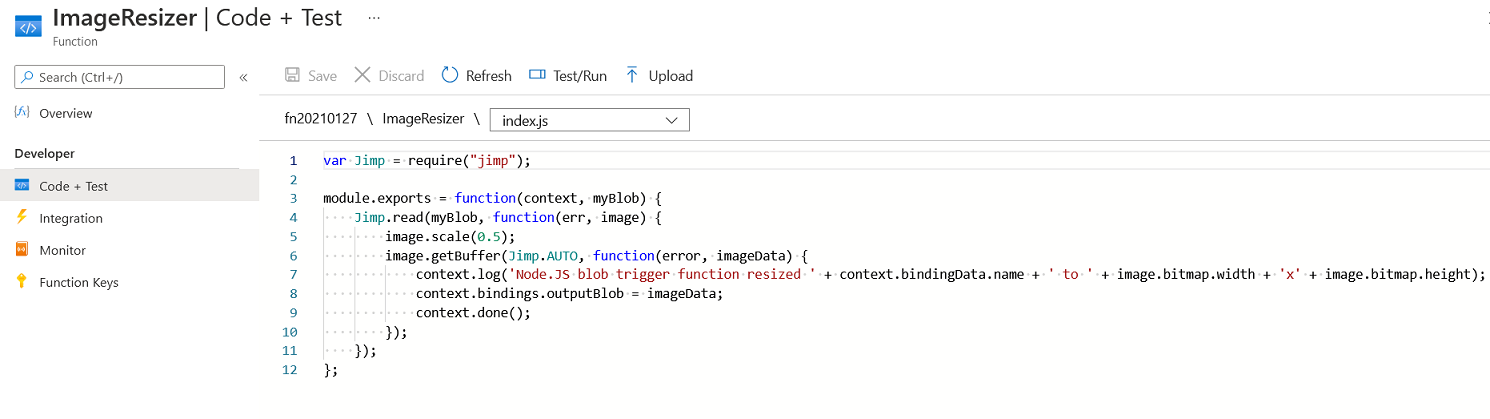 ImageResizer | Code + Test ...
Function
Search (Ctrl+/)
«
Overview
Developer
Code + Test
Integration
Monitor
Function Keys
Save Discard Refresh Test/Run Upload
fn20210127 \ ImageResizer \ index.js
1 var Jimp = require("jimp");
2
3 module.exports = function(context, myBlob) {
4     Jimp.read(myBlob, function(err, image) {
5         image.scale(0.5);
6         image.getBuffer(Jimp.AUTO, function(error, imageData) {
7             context.log('Node.JS blob trigger function resized ' + context.bindingData.name + ' to ' + image.bitmap.width + 'x' + image.bitmap.height);
8             context.bindings.outputBlob = imageData;
9             context.done();
10         });
11     });
12 };